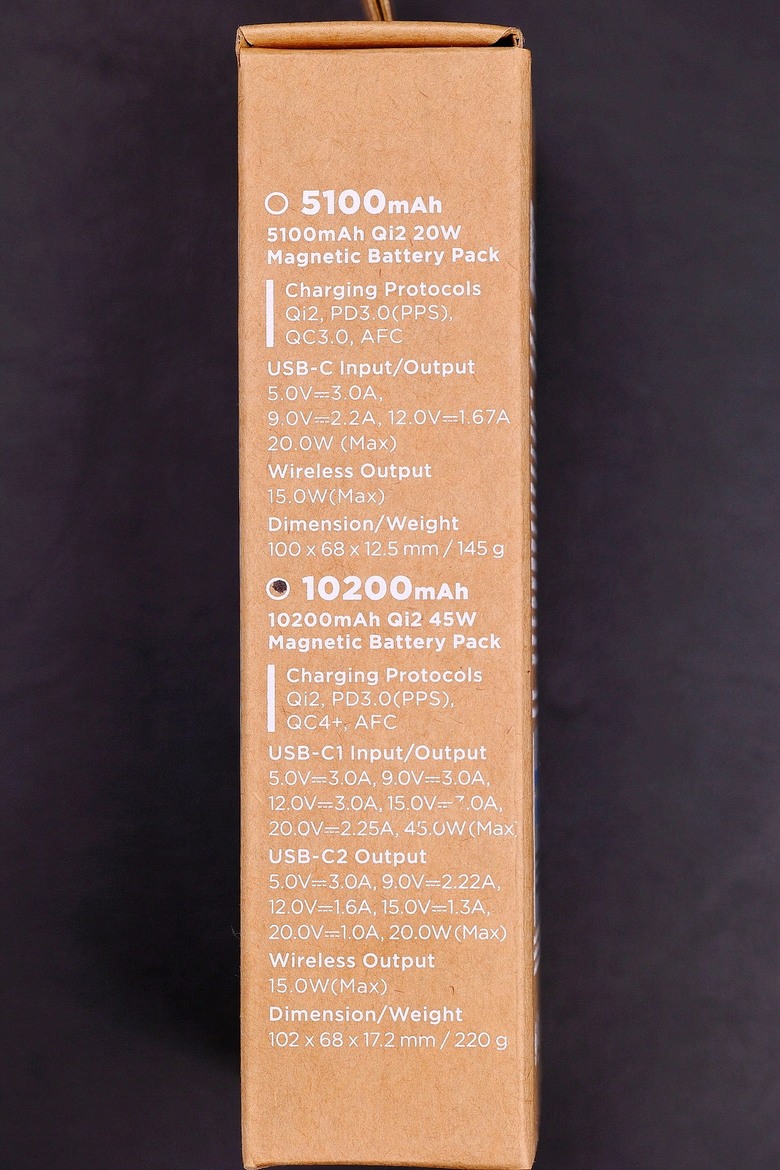 5100mAh
5100mAh Qi2 20W
Magnetic Battery Pack
Charging Protocols
Qi2, PD3.0(PPS),
QC3.0, AFC
USB-C Input/Output
5.0V⎓3.0A,
9.0V⎓2.2A, 12.0V⎓1.67A
20.0W (Max)
Wireless Output
15.0W(Max)
Dimension/Weight
100 x 68 x 12.5 mm / 145 g
10200mAh
10200mAh Qi2 45W
Magnetic Battery Pack
Charging Protocols
Qi2, PD3.0(PPS),
QC4+, AFC
USB-C1 Input/Output
5.0V⎓3.0A, 9.0V⎓3.0A,
12.0V⎓3.0A,
20.0V⎓2.25A, 45.0W(Max)
USB-C2 Output
5.0V⎓3.0A, 9.0V⎓2.22A,
12.0V⎓1.6A, 15.0V⎓1.3A,
20.0V⎓1.0A, 20.0W(Max)
Wireless Output
15.0W(Max)
Dimension/Weight
102 x 68 x 17.2 mm / 220 g